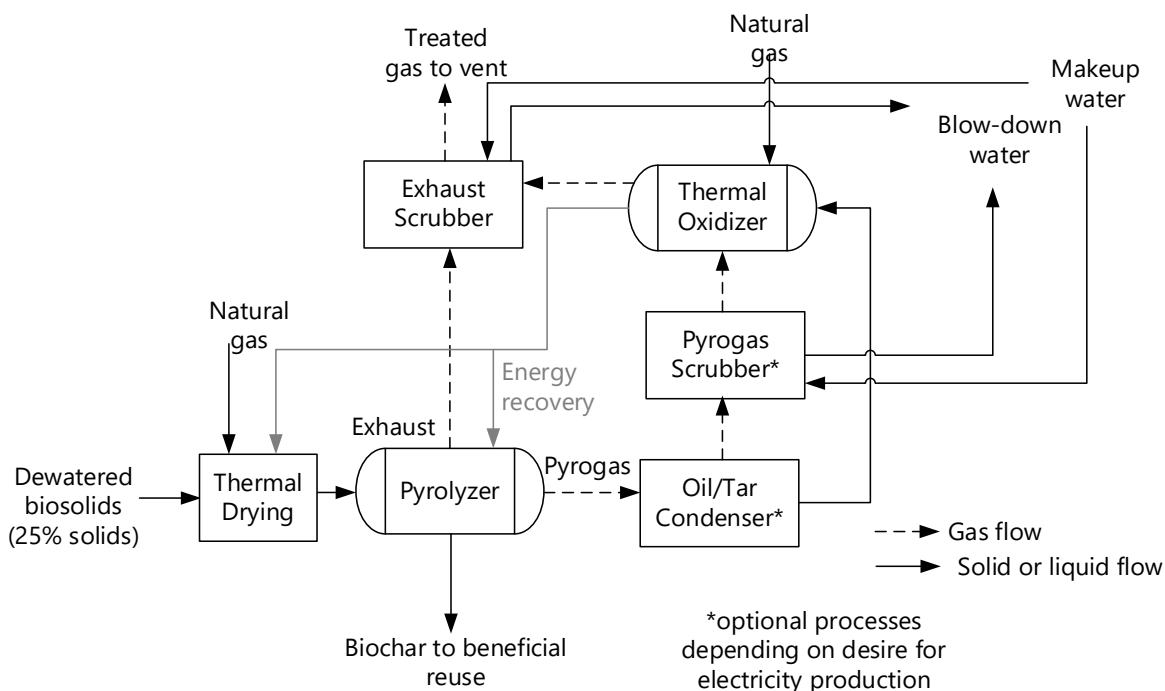 Treated
gas to vent
Natural
gas
Makeup
water
Blow-down
water
Exhaust
Scrubber
Thermal
Oxidizer
Natural
gas
Pyrogas
Scrubber*
Energy
recovery
Exhaust
Pyrogas
Dewatered
biosolids
(25% solids)
Thermal
Drying
Pyrolyzer
Oil/Tar
Condenser*
Gas flow
Solid or liquid flow
Biochar to beneficial
reuse
*optional processes
depending on desire for
electricity production